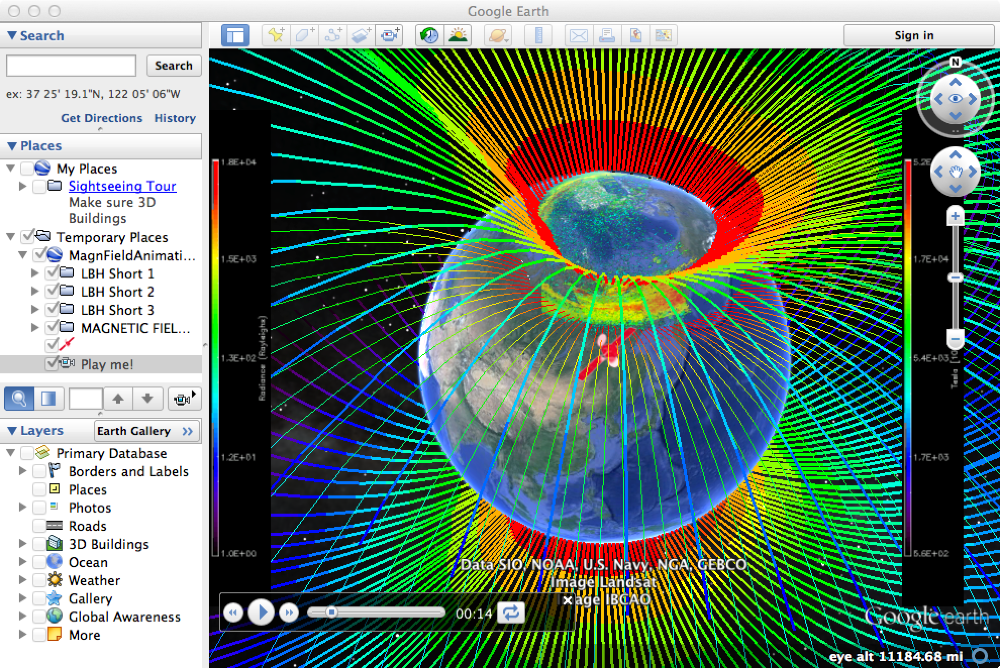 Google Earth
Search
Search
ex: 37 25' 19.1"N, 122 05' 06"W
Get Directions History
Places
My Places
Sightseeing Tour
Make sure 3D
Buildings
Temporary Places
MagnFieldAnimati...
LBH Short 1
LBH Short 2
LBH Short 3
MAGNETIC FIEL...
Play me!
Layers
Earth Gallery >>
Primary Database
Borders and Labels
Places
Photos
Roads
3D Buildings
Ocean
Weather
Gallery
Global Awareness
More
Sign in
N
1.8E+04
1.5E+03
1.3E+02
1.2E+01
1.0E+00
Radiance (Rayleighs)
5.2E
1.7E+04
5.4E+03
1.7E+03
5.6E+02
Tesla
Data SIO, NOAA, U.S. Navy, NGA, GEBCO
Image Landsat
age IBCAO
00:14
Google earth
eye alt 11184.68 mi